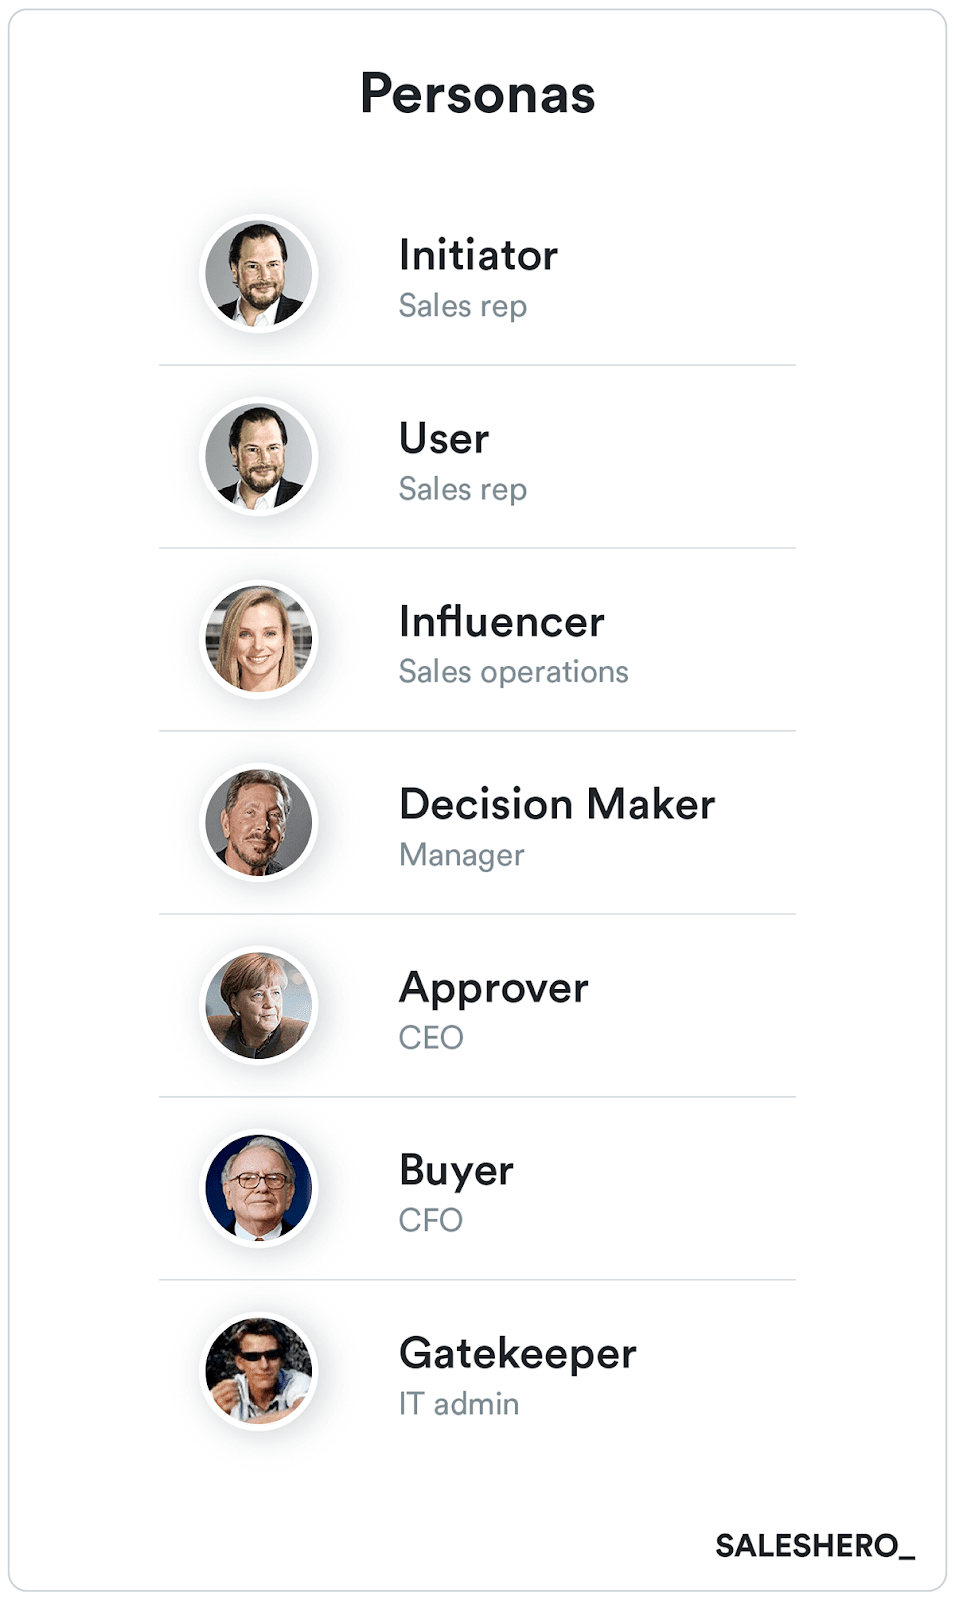 Personas
Initiator
Sales rep
User
Sales rep
Influencer
Sales operations
Decision Maker
Manager
Approver
CEO
Buyer
CFO
Gatekeeper
IT admin
SALESHERO_